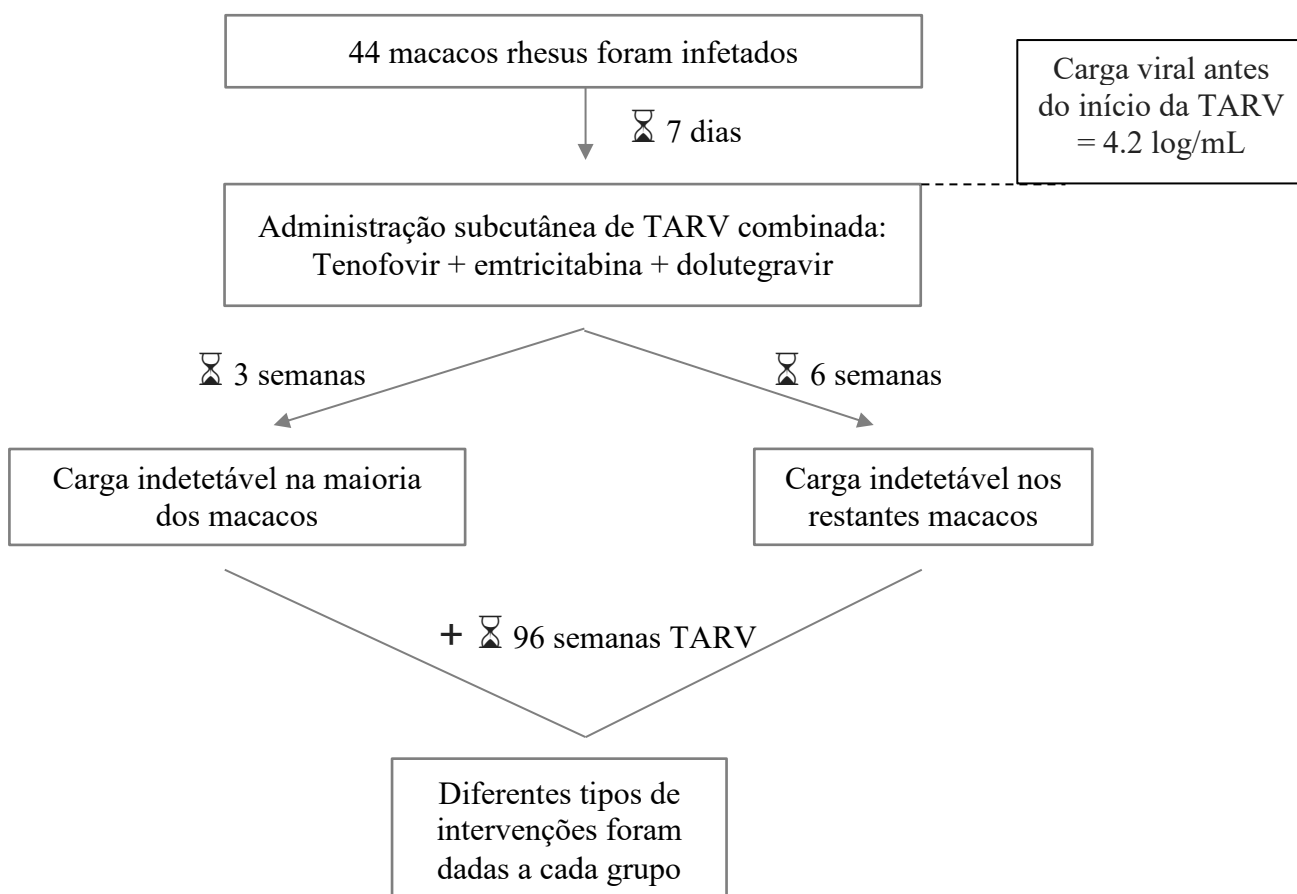 44 macacos rhesus foram infetados
Carga viral antes
do início da TARV
= 4.2 log/mL
7 dias
Administração subcutânea de TARV combinada:
Tenofovir + emtricitabina + dolutegravir
3 semanas
6 semanas
Carga indetetável na maioria
dos macacos
Carga indetetável nos
restantes macacos
+ 96 semanas TARV
Diferentes tipos de
intervenções foram
dadas a cada grupo